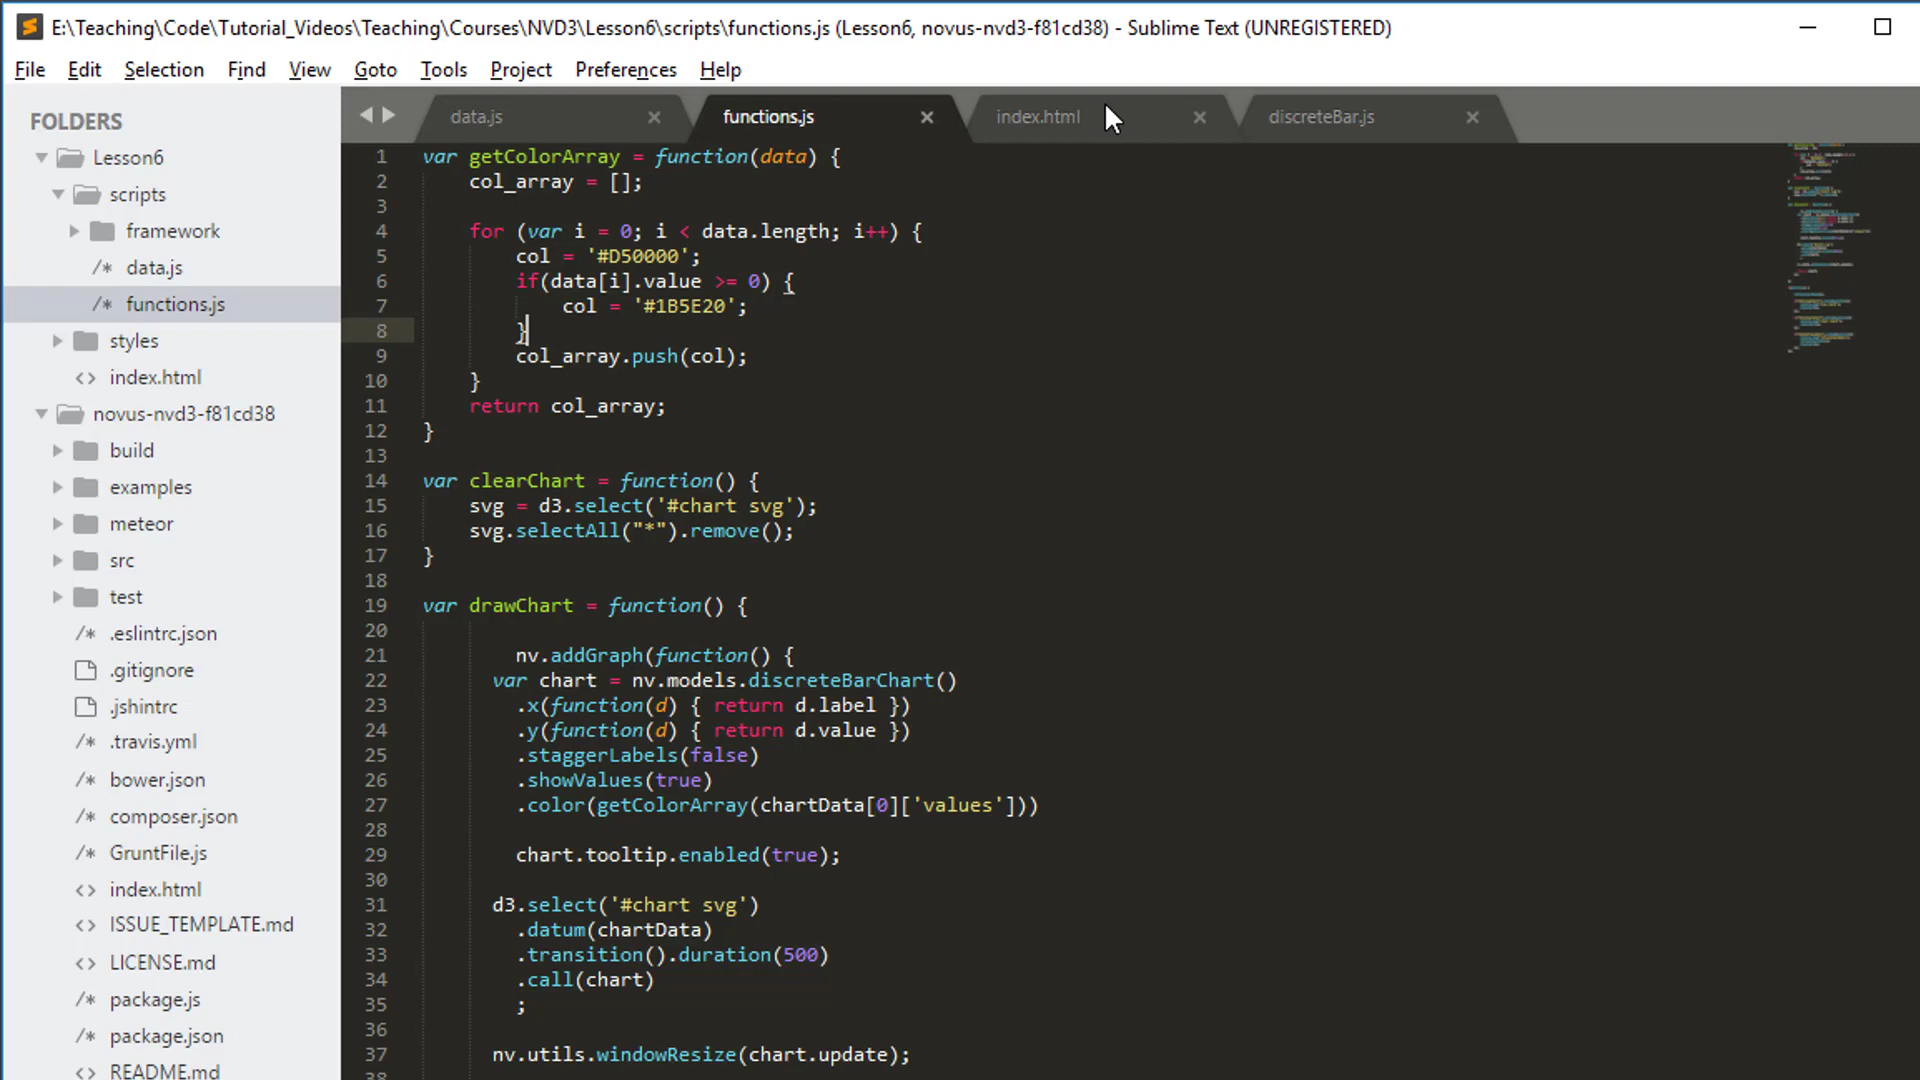 E:\Teaching\Code\Tutorial_Videos\Teaching\Courses\NVD3\Lesson6\scripts\functions.js (Lesson6, novus-nvd3-f81cd38) - Sublime Text (UNREGISTERED)
File Edit Selection Find View Goto Tools Project Preferences Help
FOLDERS
Lesson6
scripts
framework
/* data.js
/* functions.js
styles
<> index.html
novus-nvd3-f81cd38
build
examples
meteor
src
test
/* .eslintrc.json
.gitignore
.jshintrc
/* .travis.yml
/* bower.json
/* composer.json
/* GruntFile.js
<> index.html
<> ISSUE_TEMPLATE.md
<> LICENSE.md
/* package.js
/* package.json
<> README.md
data.js functions.js index.html discreteBar.js
1 var getColorArray = function(data) {
2 col_array = [];
3
4 for (var i = 0; i < data.length; i++) {
5 col = '#D50000';
6 if(data[i].value >= 0) {
7 col = '#1B5E20';
8 }
9 col_array.push(col);
10 }
11 return col_array;
12 }
13
14 var clearChart = function() {
15 svg = d3.select('#chart svg');
16 svg.selectAll("*").remove();
17 }
18
19 var drawChart = function() {
20
21 nv.addGraph(function() {
22 var chart = nv.models.discreteBarChart()
23 .x(function(d) { return d.label })
24 .y(function(d) { return d.value })
25 .staggerLabels(false)
26 .showValues(true)
27 .color(getColorArray(chartData[0]['values']))
28
29 chart.tooltip.enabled(true);
30
31 d3.select('#chart svg')
32 .datum(chartData)
33 .transition().duration(500)
34 .call(chart)
35 ;
36
37 nv.utils.windowResize(chart.update);
38